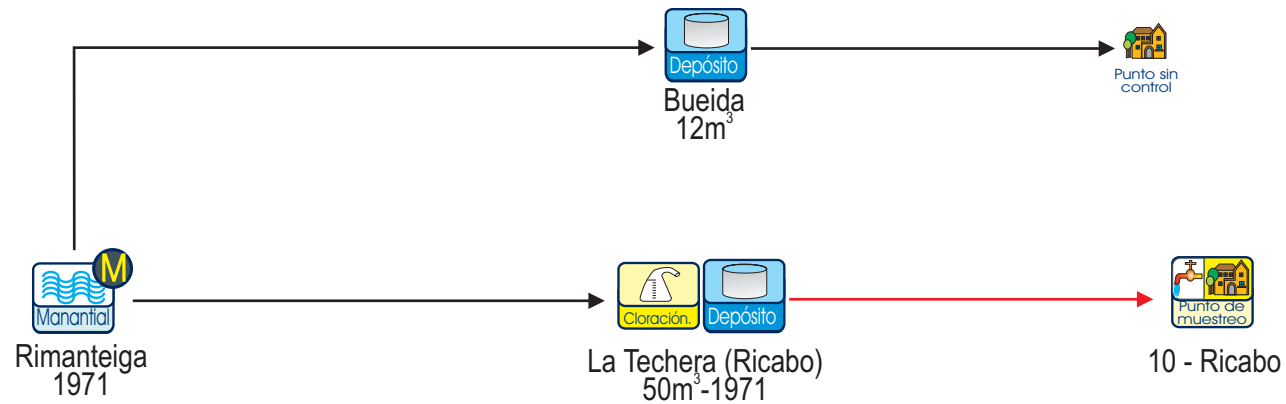 Depósito
Bueida
12m³
Punto sin
control
M
Manantial
Rimanteiga
1971
Cloración.
Depósito
La Techera (Ricabo)
50m³-1971
Punto de
muestreo
10 - Ricabo